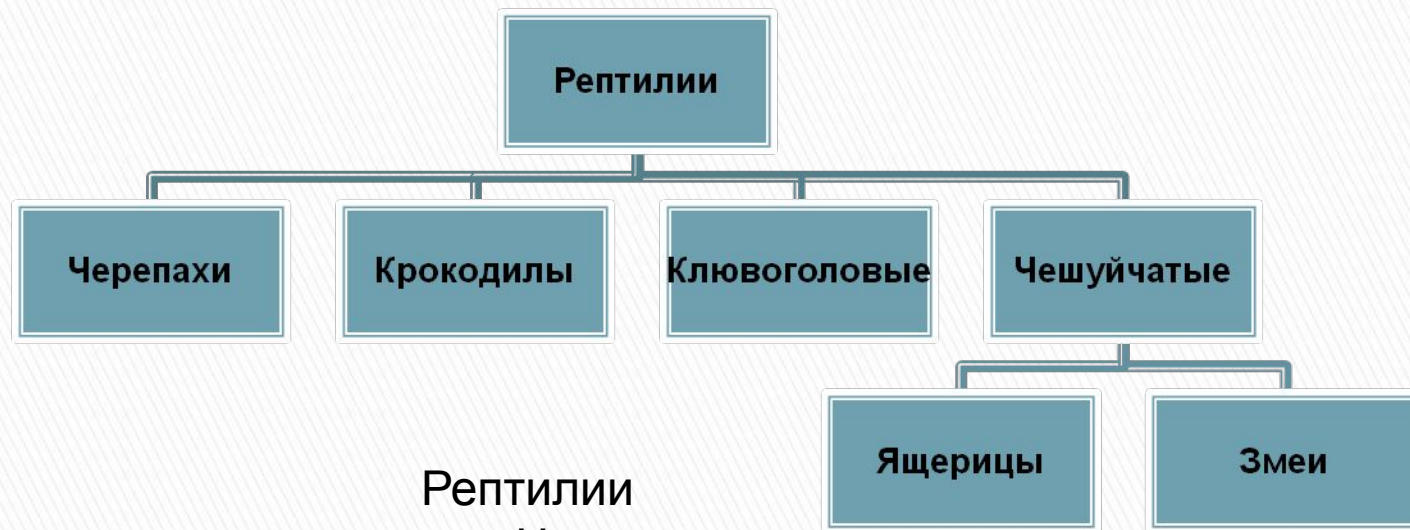 Рептилии
Черепахи
Крокодилы
Клювоголовые
Чешуйчатые
Ящерицы
Змеи
Рептилии